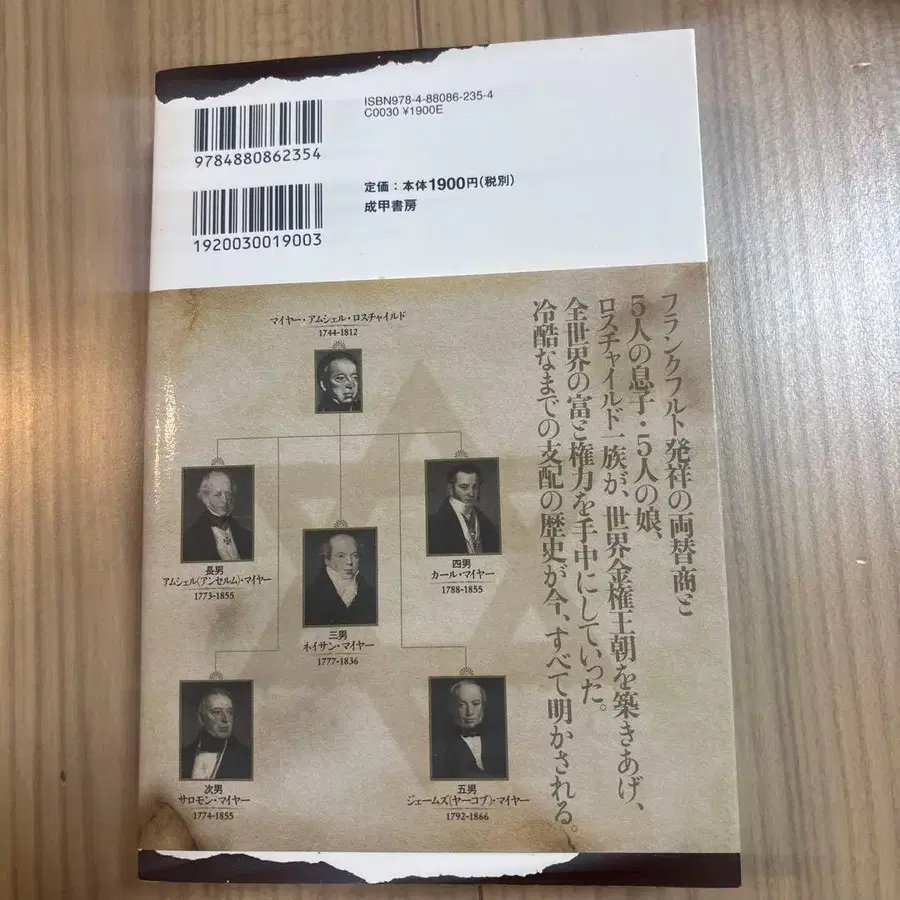 ISBN978-4-88086-235-4
C0030 ¥1900E
9784880862354
定価：本体1900円(税別)
成甲書房
1920030019003
フランクフルト発祥の両替商と
5人の息子・5人の娘、
ロスチャイルド一族が、世界金権王朝を築きあげ、
全世界の富と権力を手中にしていった。
冷酷なまでの支配の歴史が今、すべて明かされる。
マイヤー・アムシェル・ロスチャイルド
1744-1812
長男
アムシェル(アンセルム)・マイヤー
1773-1855
四男
カール・マイヤー
1788-1855
三男
ネイサン・マイヤー
1777-1836
次男
サロモン・マイヤー
1774-1855
五男
ジェームズ(ヤーコブ)・マイヤー
1792-1866